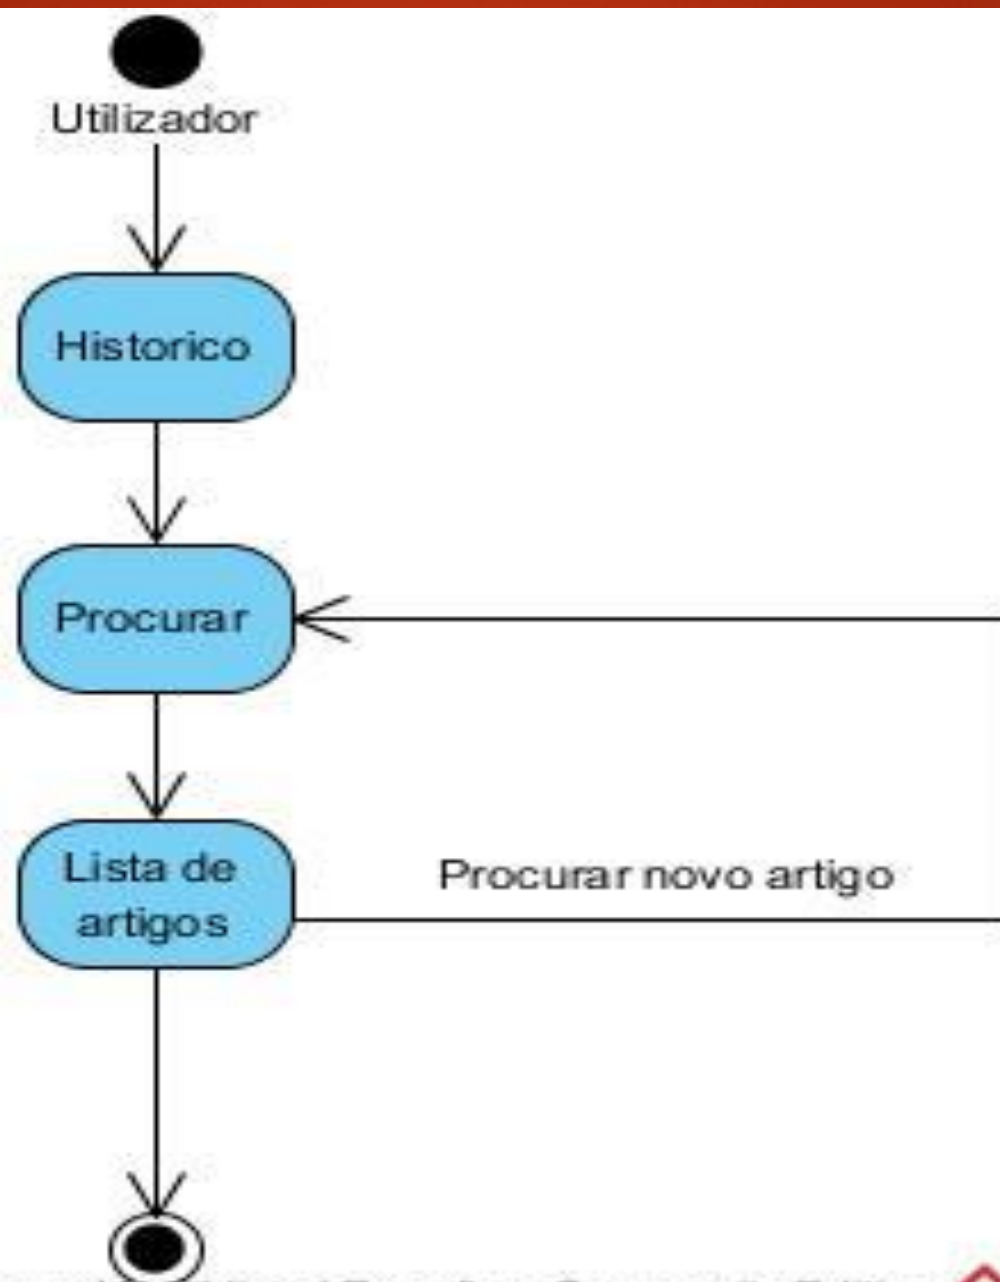 Utilizador
Historico
Procurar
Lista de
artigos
Procurar novo artigo